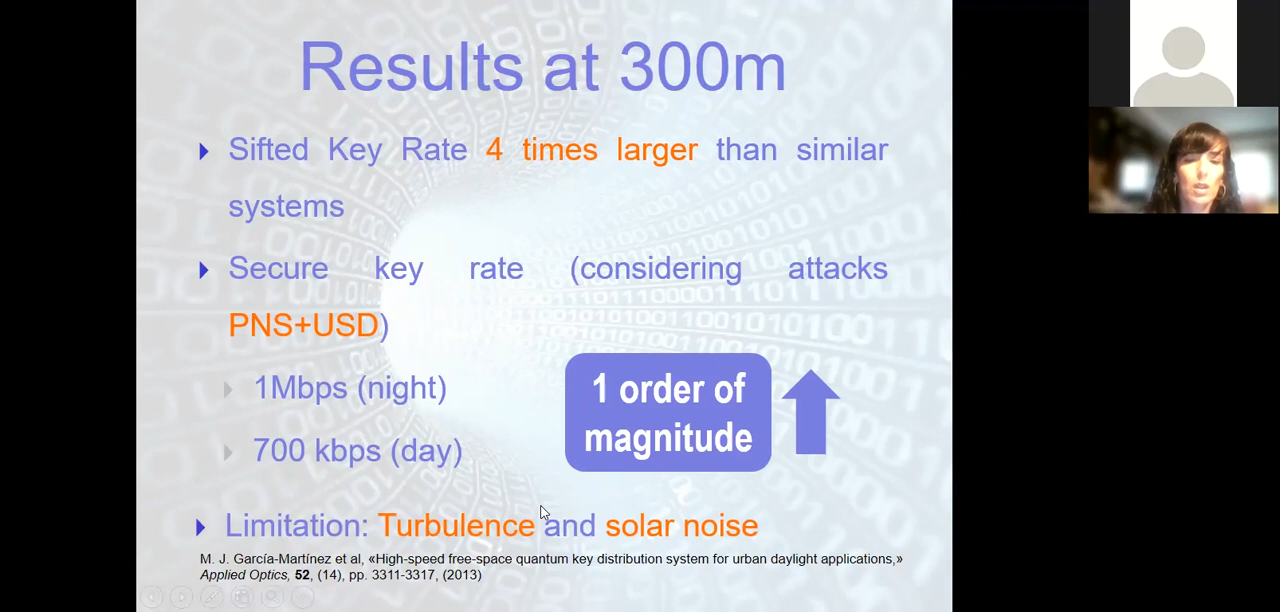 Results at 300m
Sifted Key Rate 4 times larger than similar
systems
Secure key rate (considering attacks
PNS+USD)
1Mbps (night)
700 kbps (day)
1 order of
magnitude
Limitation: Turbulence and solar noise
M. J. García-Martínez et al, «High-speed free-space quantum key distribution system for urban daylight applications,»
Applied Optics, 52, (14), pp. 3311-3317, (2013)